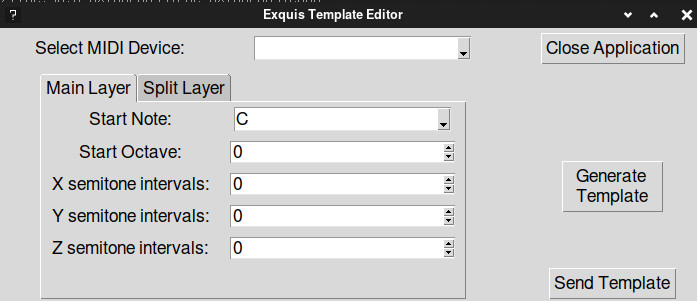 Exquis Template Editor
Select MIDI Device:
Close Application
Main Layer
Split Layer
Start Note:
C
Start Octave:
0
X semitone intervals:
0
Y semitone intervals:
0
Z semitone intervals:
0
Generate
Template
Send Template